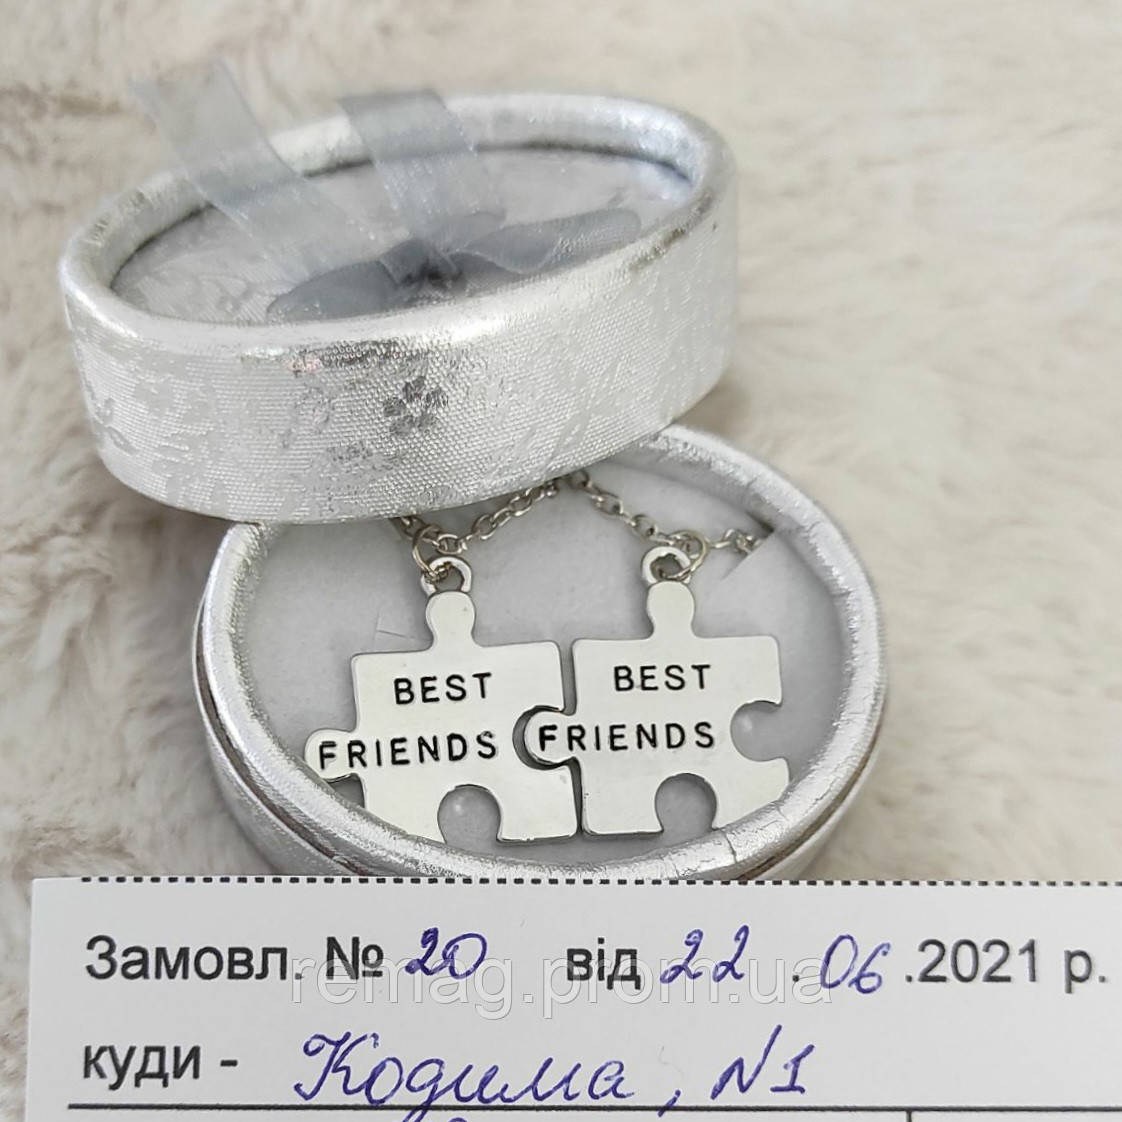 BEST
FRIENDS
BEST
FRIENDS
Замовл. № 20 від 22 . 06 .2021 р.
remag.prom.ua
куди - Кодима, N1